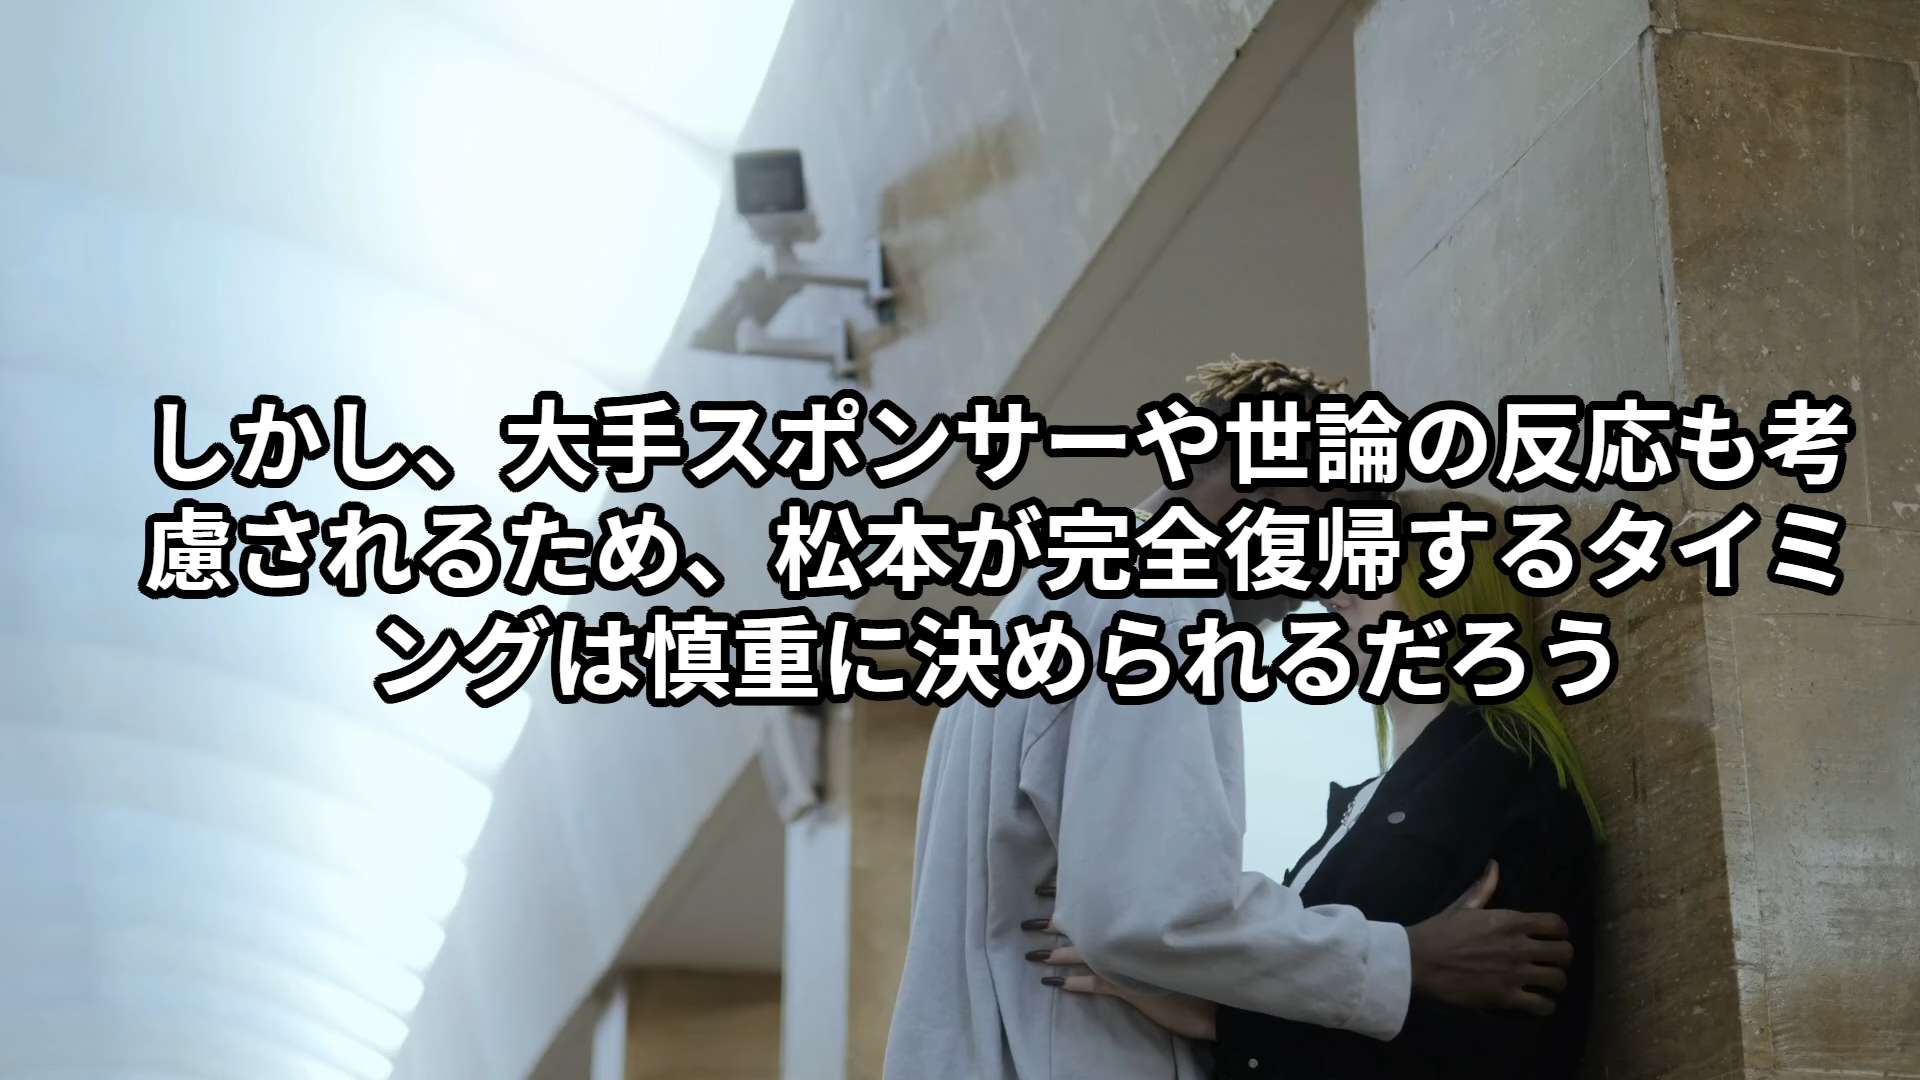 しかし、大手スポンサーや世論の反応も考
慮されるため、松本が完全復帰するタイミ
ングは慎重に決められるだろう